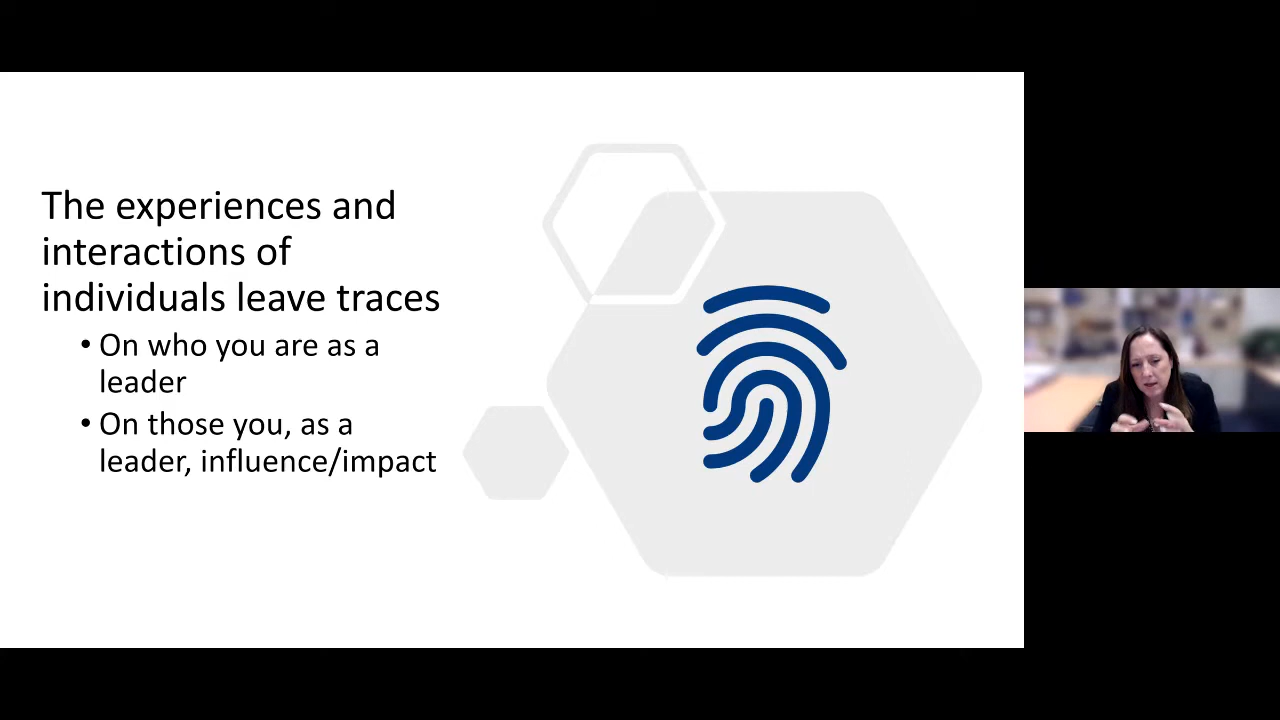 The experiences and
interactions of
individuals leave traces
• On who you are as a
leader
• On those you, as a
leader, influence/impact